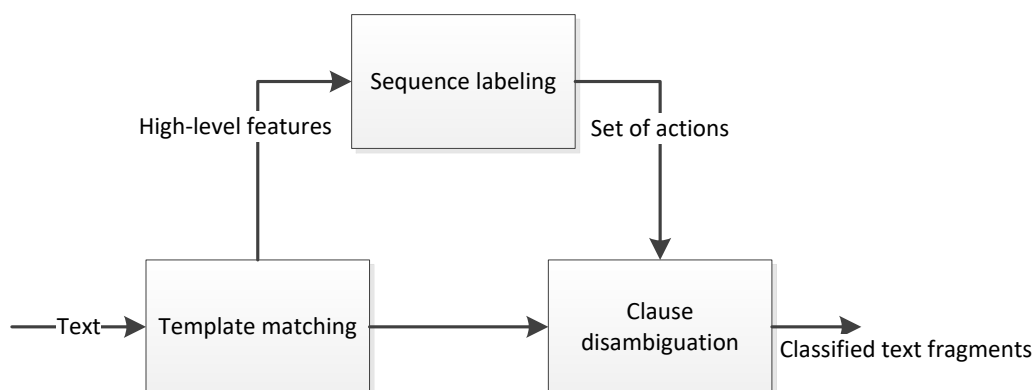 Sequence labeling
High-level features
Set of actions
Text
Template matching
Clause
disambiguation
Classified text fragments